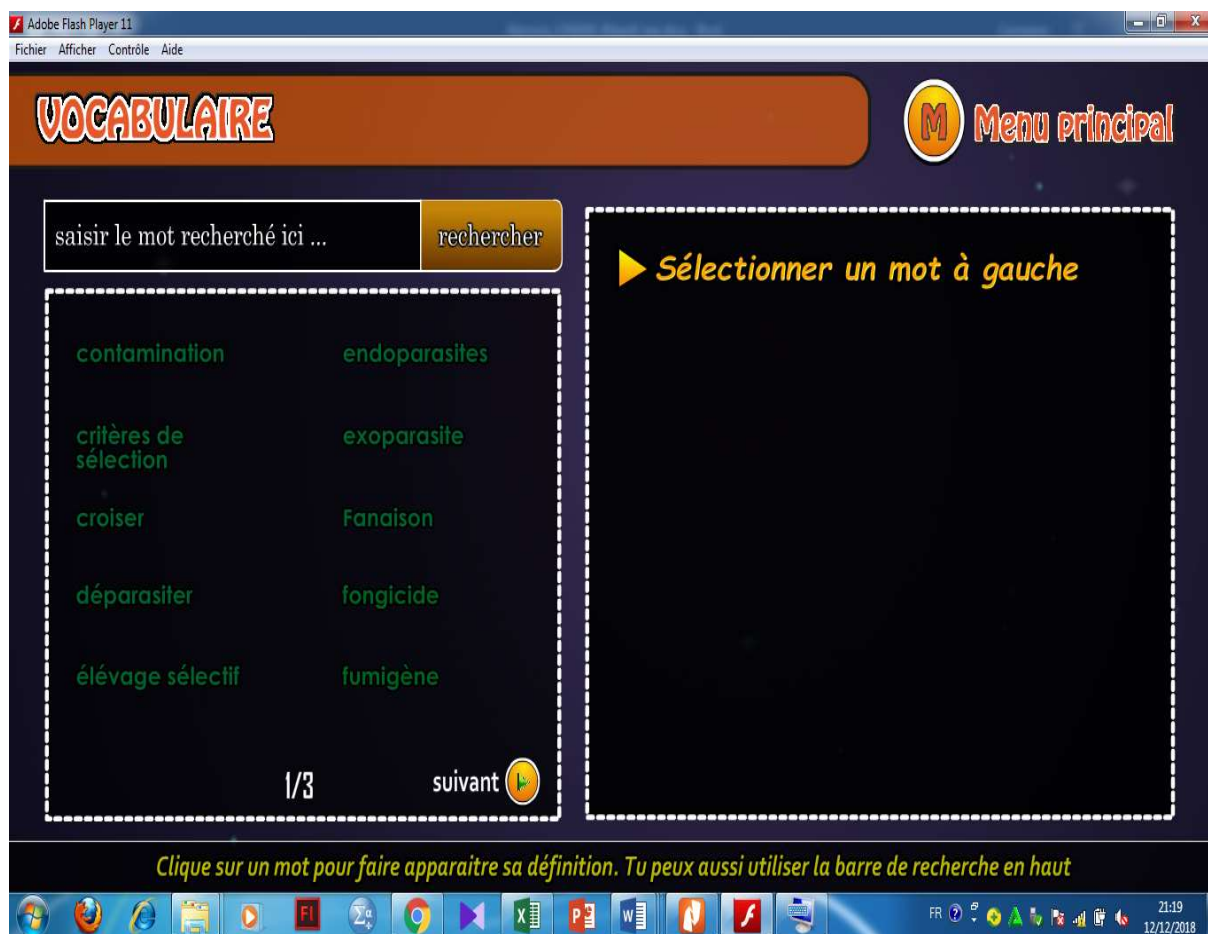 Adobe Flash Player 11
Fichier Afficher Contrôle Aide
VOCABULAIRE
M Menu principal
saisir le mot recherché ici ...
rechercher
Sélectionner un mot à gauche
contamination
endoparasites
critères de
sélection
exoparasite
croiser
Fanaison
déparasiter
fongicide
élévage sélectif
fumigène
1/3
suivant
Clique sur un mot pour faire apparaitre sa définition. Tu peux aussi utiliser la barre de recherche en haut
FR
21:19
12/12/2018